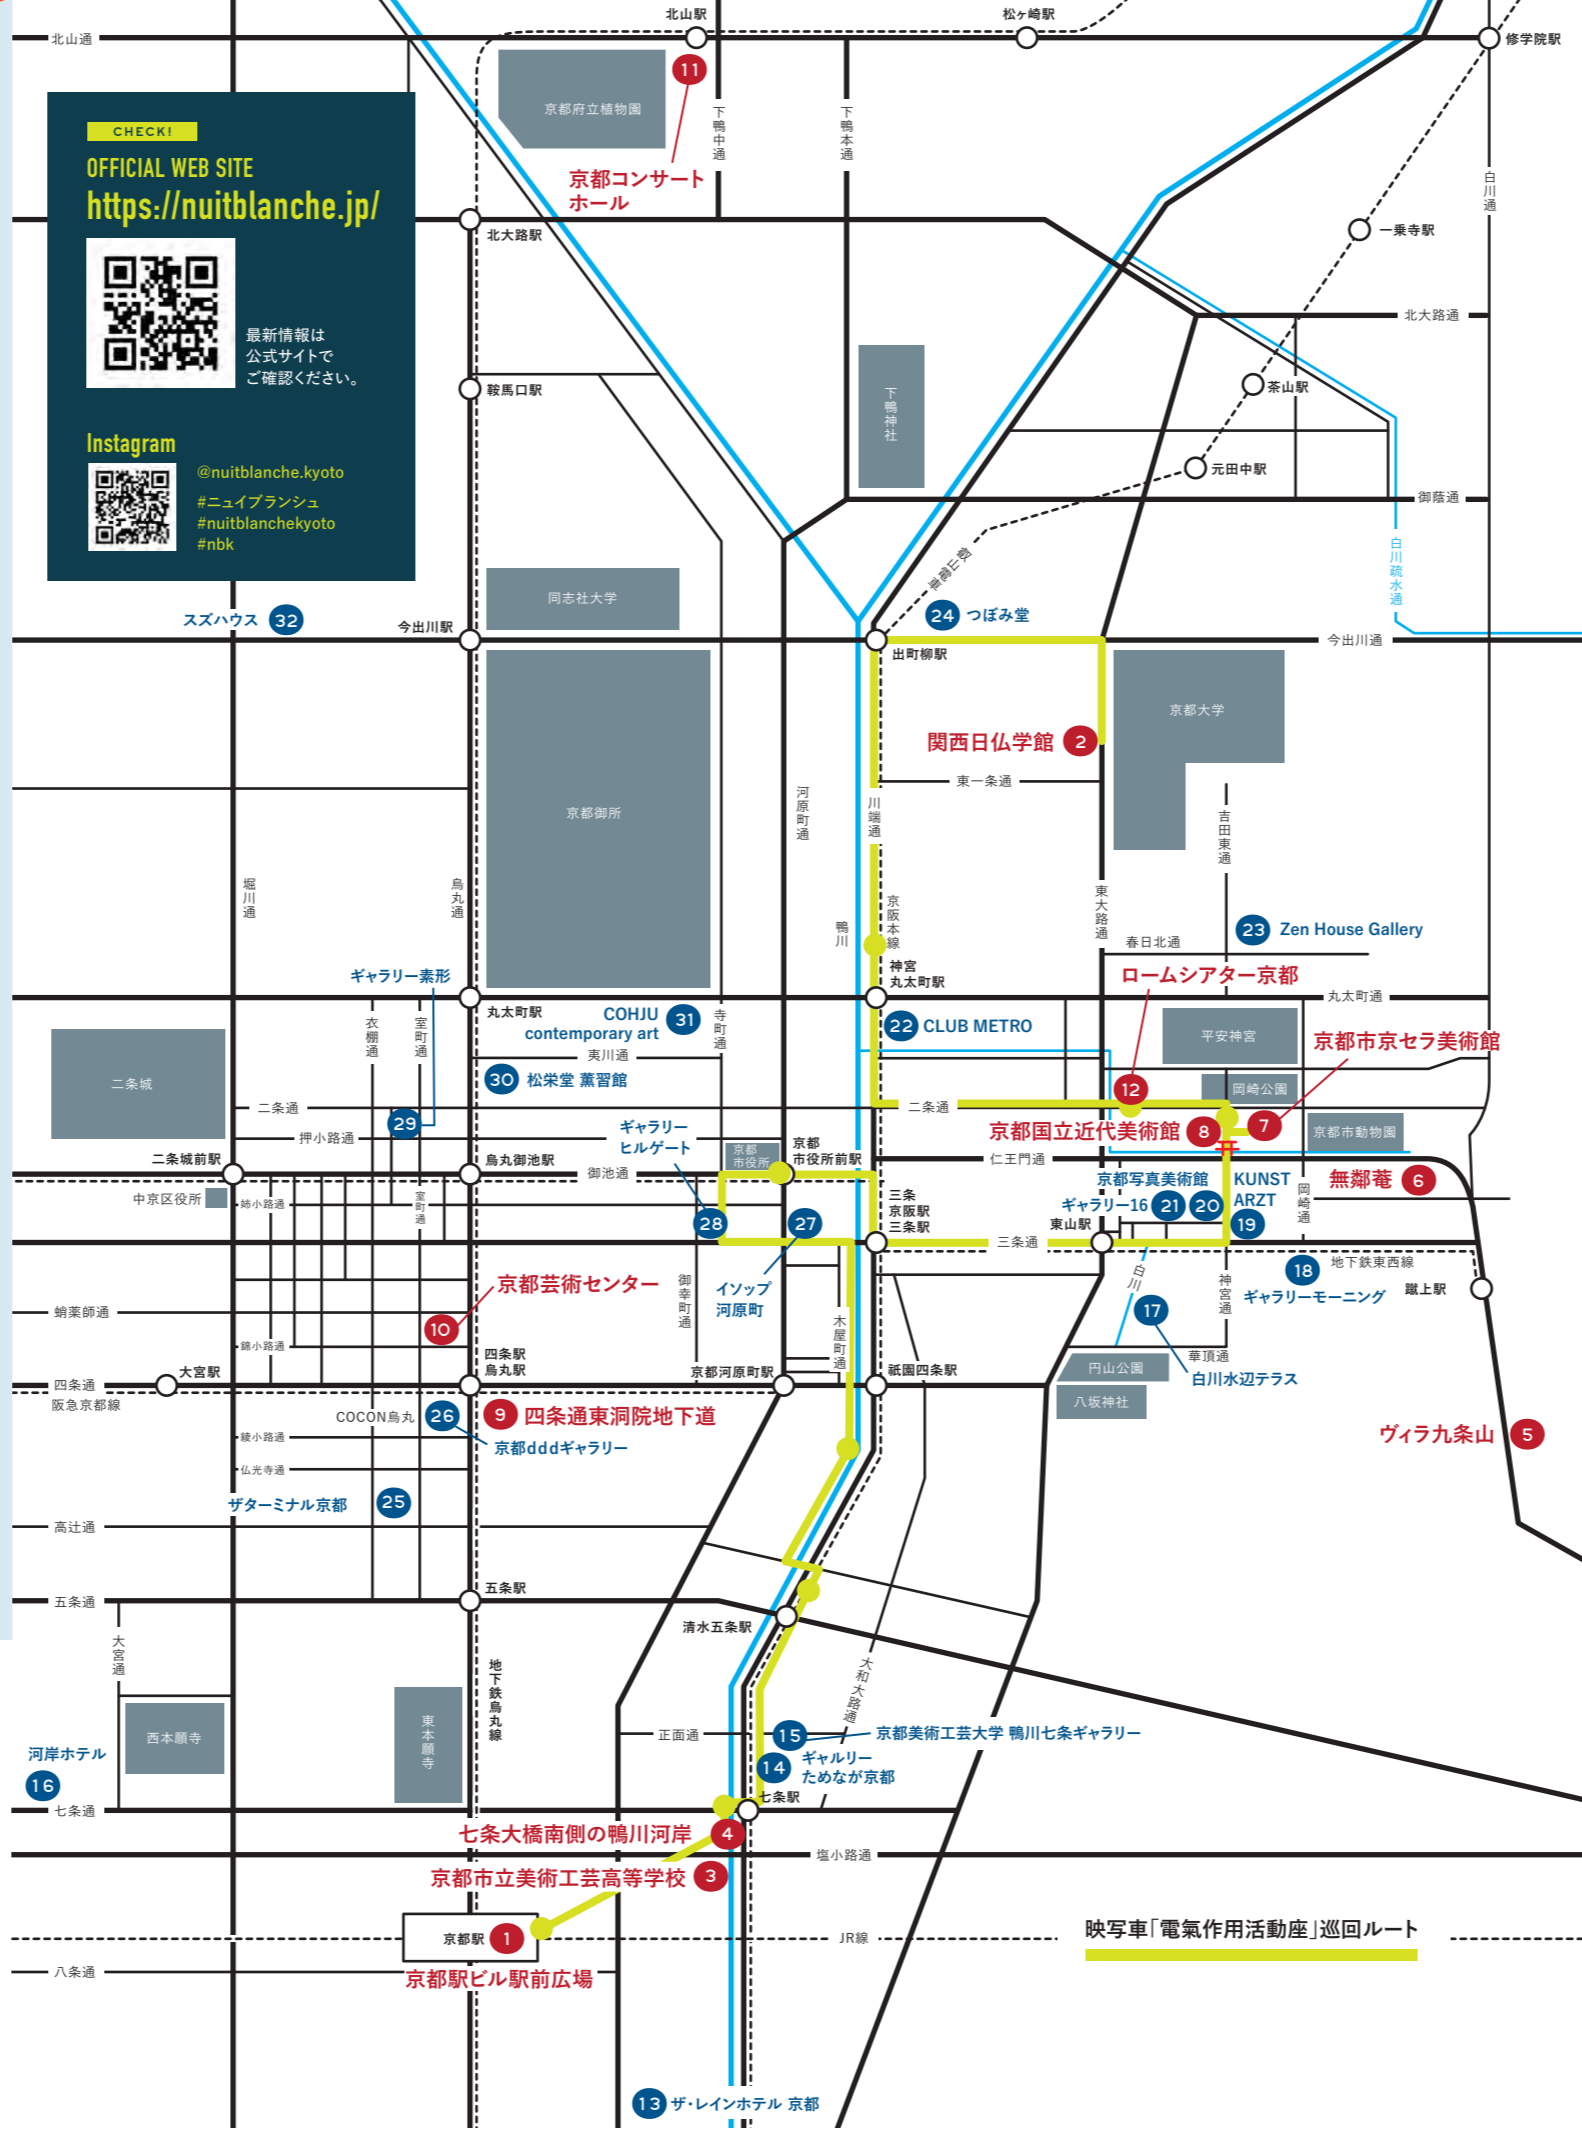 北山駅
松ヶ崎駅
北山通
修学院駅
11
京都府立植物園
下鴨中通
下鴨本通
CHECK!
OFFICIAL WEB SITE
https://nuitblanche.jp/
最新情報は
公式サイトで
ご確認ください。
Instagram
@nuitblanche.kyoto
#ニュイブランシュ
#nuitblanchekyoto
#nbk
京都コンサート
ホール
白川通
北大路駅
一乗寺駅
北大路通
鞍馬口駅
下鴨神社
茶山駅
元田中駅
御蔭通
叡山電車
白川疏水通
同志社大学
スズハウス 32
今出川駅
24 つぼみ堂
出町柳駅
今出川通
京都大学
関西日仏学館 2
東一条通
京都御所
河原町通
川端通
吉田東通
堀川通
烏丸通
鴨川
京阪本線
東大路通
23 Zen House Gallery
春日北通
ギャラリー素形
神宮
丸太町駅
ロームシアター京都
丸太町駅
丸太町通
衣棚通
室町通
COHJU
contemporary art
31
寺町通
22 CLUB METRO
平安神宮
京都市京セラ美術館
夷川通
二条城
30 松栄堂 薫習館
12
岡崎公園
二条通
29
二条通
押小路通
ギャラリー
ヒルゲート
京都国立近代美術館 8
7
京都市動物園
京都
市役所
京都
市役所前駅
二条城前駅
烏丸御池駅
御池通
仁王門通
中京区役所
姉小路通
室町通
三条
京阪駅
三条駅
京都写真美術館
ギャラリー16 21
20
KUNST
ARZT
19
岡崎通
無鄰菴 6
28
27
東山駅
三条通
地下鉄東西線
白川
神宮通
18
ギャラリーモーニング
蹴上駅
京都芸術センター
御幸町通
イソップ
河原町
17
蛸薬師通
10
木屋町通
錦小路通
華頂通
大宮駅
四条駅
烏丸駅
京都河原町駅
祇園四条駅
円山公園
白川水辺テラス
四条通
阪急京都線
八坂神社
COCON烏丸 26
9 四条通東洞院地下道
京都dddギャラリー
ヴィラ九条山 5
綾小路通
仏光寺通
ザターミナル京都 25
高辻通
五条駅
五条通
清水五条駅
大宮通
地下鉄烏丸線
大和大路通
西本願寺
東本願寺
正面通
15
京都美術工芸大学 鴨川七条ギャラリー
河岸ホテル
16
14
ギャルリー
ためなが京都
七条通
七条駅
七条大橋南側の鴨川河岸 4
塩小路通
京都市立美術工芸高等学校 3
京都駅 1
JR線
映写車「電氣作用活動座」巡回ルート
八条通
京都駅ビル駅前広場
13 ザ・レインホテル 京都